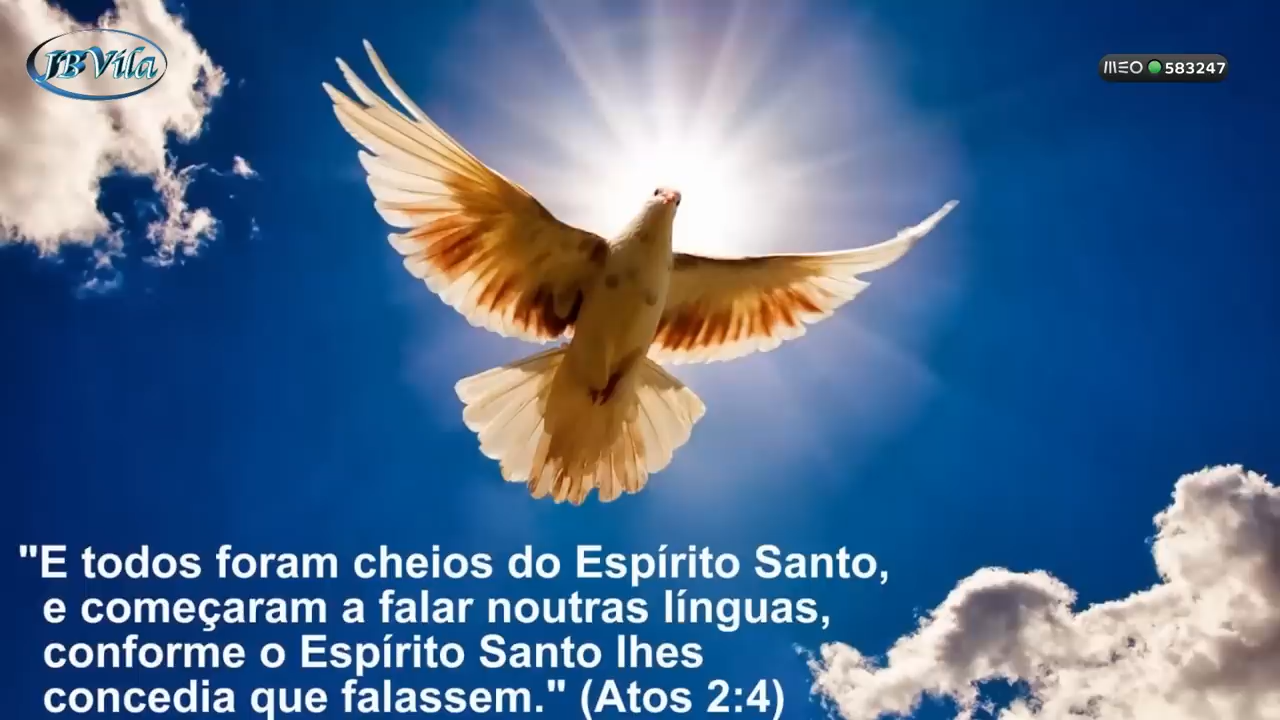 JBVila
MEO 583247
"E todos foram cheios do Espírito Santo,
e começaram a falar noutras línguas,
conforme o Espírito Santo lhes
concedia que falassem." (Atos 2:4)